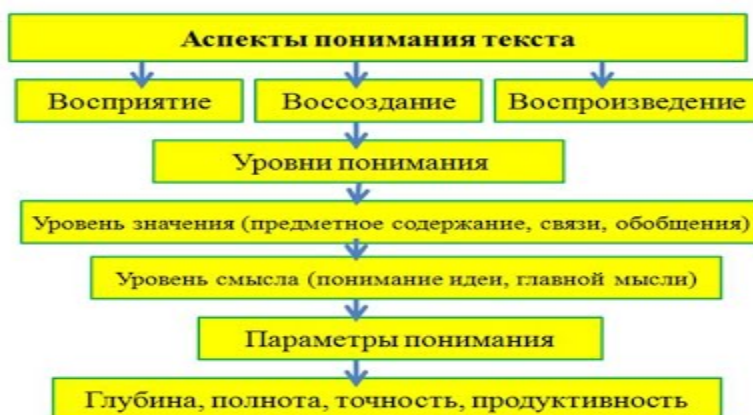 Аспекты понимания текста
Восприятие
Воссоздание
Воспроизведение
Уровни понимания
Уровень значения (предметное содержание, связи, обобщения)
Уровень смысла (понимание идеи, главной мысли)
Параметры понимания
Глубина, полнота, точность, продуктивность